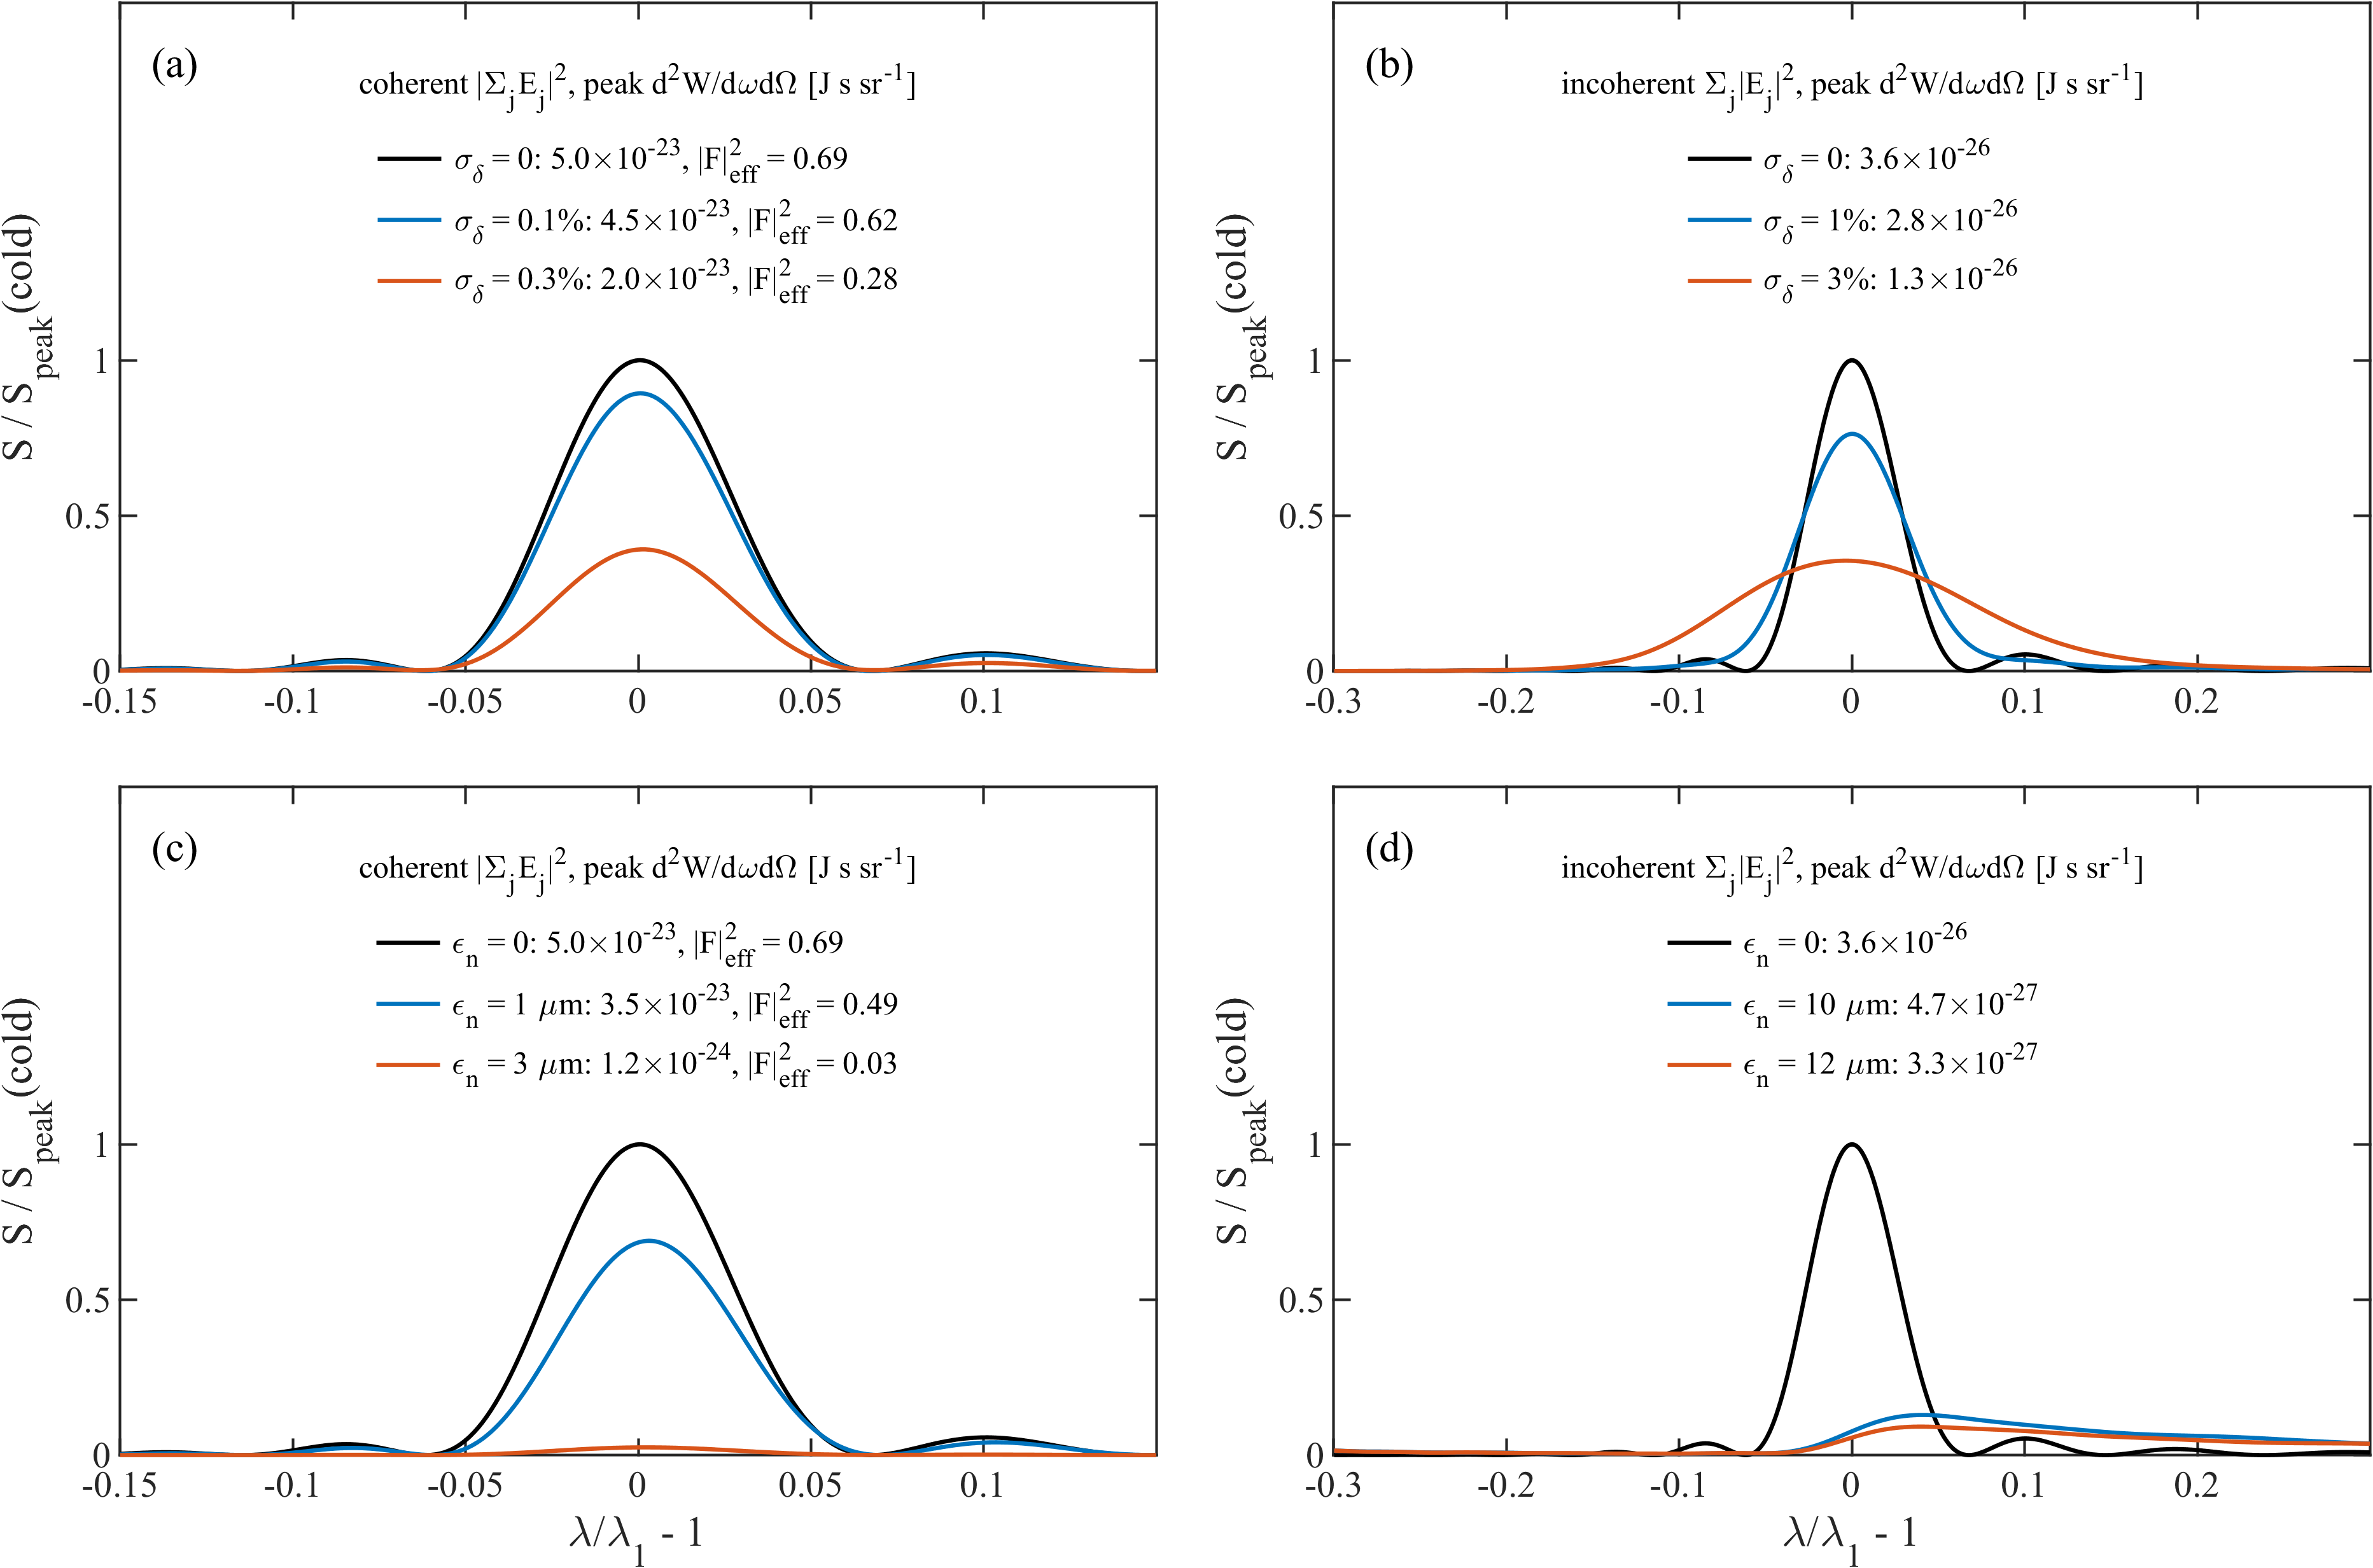 (a)
coherent |Σ_j E_j|^2, peak d^2W/dωdΩ [J s sr^-1]
σ_δ = 0: 5.0×10^-23, |F|^2_eff = 0.69
σ_δ = 0.1%: 4.5×10^-23, |F|^2_eff = 0.62
σ_δ = 0.3%: 2.0×10^-23, |F|^2_eff = 0.28
S / S_peak(cold)
1
0.5
0
-0.15 -0.1 -0.05 0 0.05 0.1
(b)
incoherent Σ_j|E_j|^2, peak d^2W/dωdΩ [J s sr^-1]
σ_δ = 0: 3.6×10^-26
σ_δ = 1%: 2.8×10^-26
σ_δ = 3%: 1.3×10^-26
S / S_peak(cold)
1
0.5
0
-0.3 -0.2 -0.1 0 0.1 0.2
(c)
coherent |Σ_j E_j|^2, peak d^2W/dωdΩ [J s sr^-1]
ϵ_n = 0: 5.0×10^-23, |F|^2_eff = 0.69
ϵ_n = 1 μm: 3.5×10^-23, |F|^2_eff = 0.49
ϵ_n = 3 μm: 1.2×10^-24, |F|^2_eff = 0.03
S / S_peak(cold)
1
0.5
0
-0.15 -0.1 -0.05 0 0.05 0.1
λ/λ_1 - 1
(d)
incoherent Σ_j|E_j|^2, peak d^2W/dωdΩ [J s sr^-1]
ϵ_n = 0: 3.6×10^-26
ϵ_n = 10 μm: 4.7×10^-27
ϵ_n = 12 μm: 3.3×10^-27
S / S_peak(cold)
1
0.5
0
-0.3 -0.2 -0.1 0 0.1 0.2
λ/λ_1 - 1